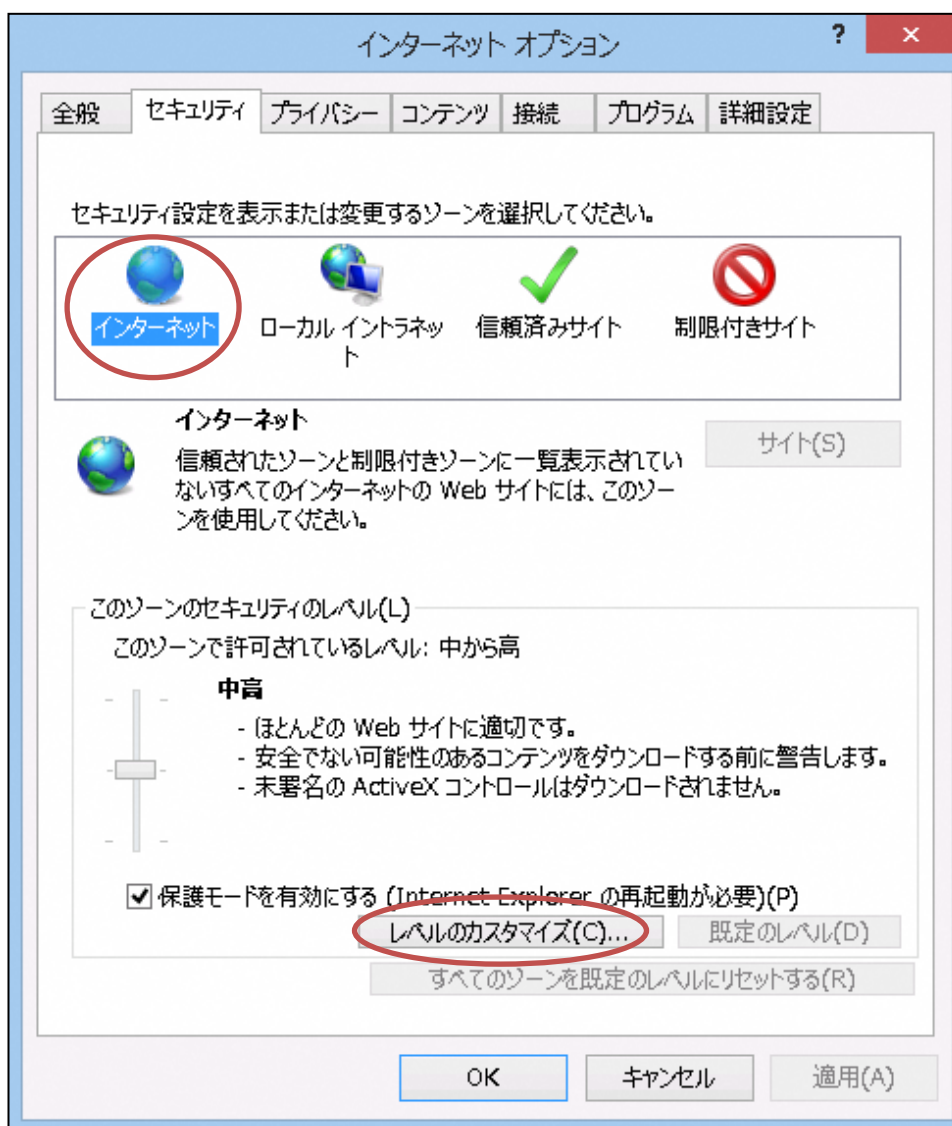 インターネット オプション
?
×
全般 セキュリティ プライバシー コンテンツ 接続 プログラム 詳細設定
セキュリティ設定を表示または変更するゾーンを選択してください。
インターネット
ローカル イントラネッ
ト
信頼済みサイト
制限付きサイト
インターネット
サイト(S)
信頼されたゾーンと制限付きゾーンに一覧表示されてい
ないすべてのインターネットの Web サイトには、このゾー
ンを使用してください。
このゾーンのセキュリティのレベル(L)
このゾーンで許可されているレベル: 中から高
中高
- ほとんどの Web サイトに適切です。
- 安全でない可能性のあるコンテンツをダウンロードする前に警告します。
- 未署名の ActiveX コントロールはダウンロードされません。
保護モードを有効にする (Internet Explorer の再起動が必要)(P)
レベルのカスタマイズ(C)... 既定のレベル(D)
すべてのゾーンを既定のレベルにリセットする(R)
OK キャンセル 適用(A)